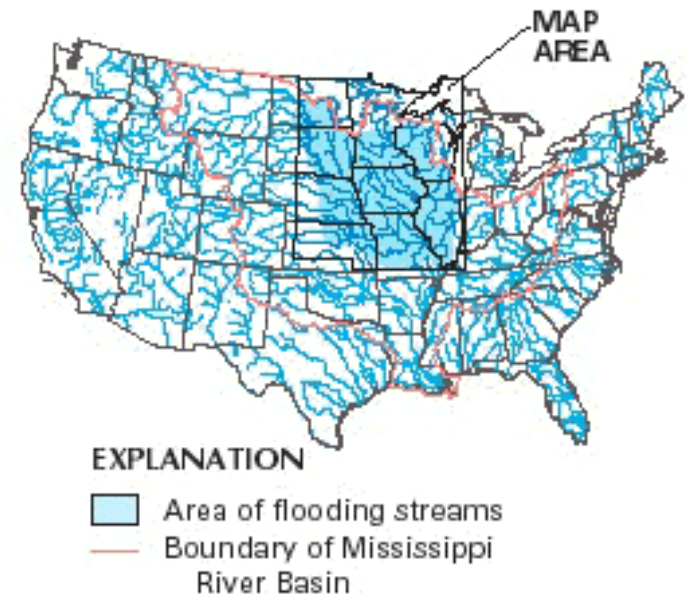 MAP
AREA
EXPLANATION
Area of flooding streams
Boundary of Mississippi
River Basin